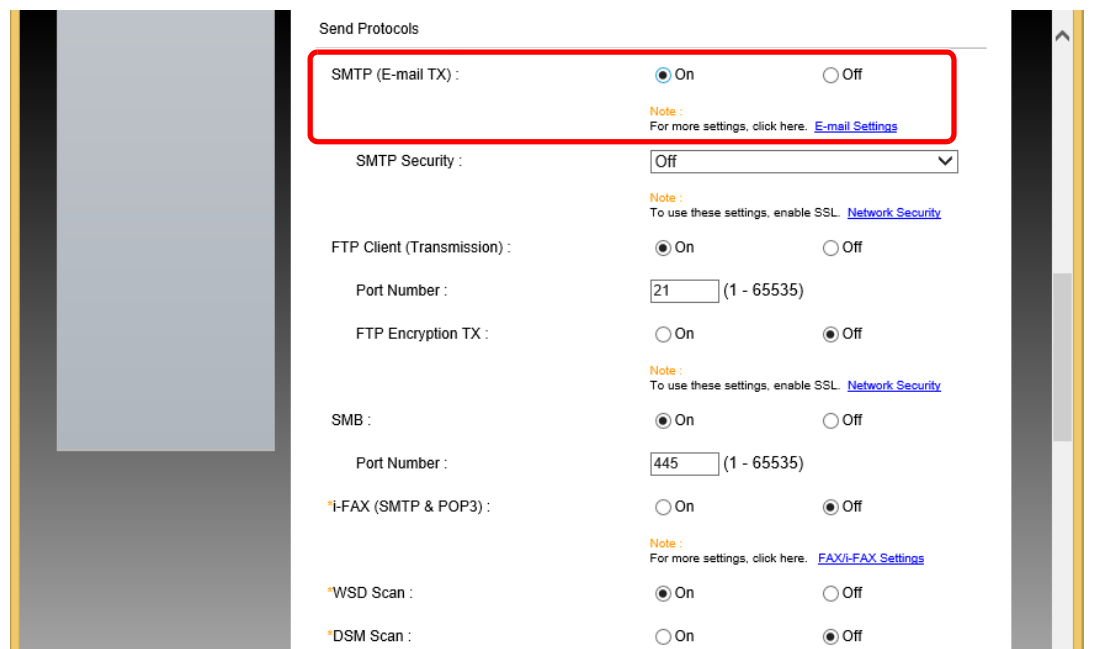 Send Protocols
SMTP (E-mail TX) : On Off
Note :
For more settings, click here. E-mail Settings
SMTP Security : Off
Note :
To use these settings, enable SSL. Network Security
FTP Client (Transmission) : On Off
Port Number : 21 (1 - 65535)
FTP Encryption TX : On Off
Note :
To use these settings, enable SSL. Network Security
SMB : On Off
Port Number : 445 (1 - 65535)
*i-FAX (SMTP & POP3) : On Off
Note :
For more settings, click here. FAX/i-FAX Settings
*WSD Scan : On Off
*DSM Scan : On Off